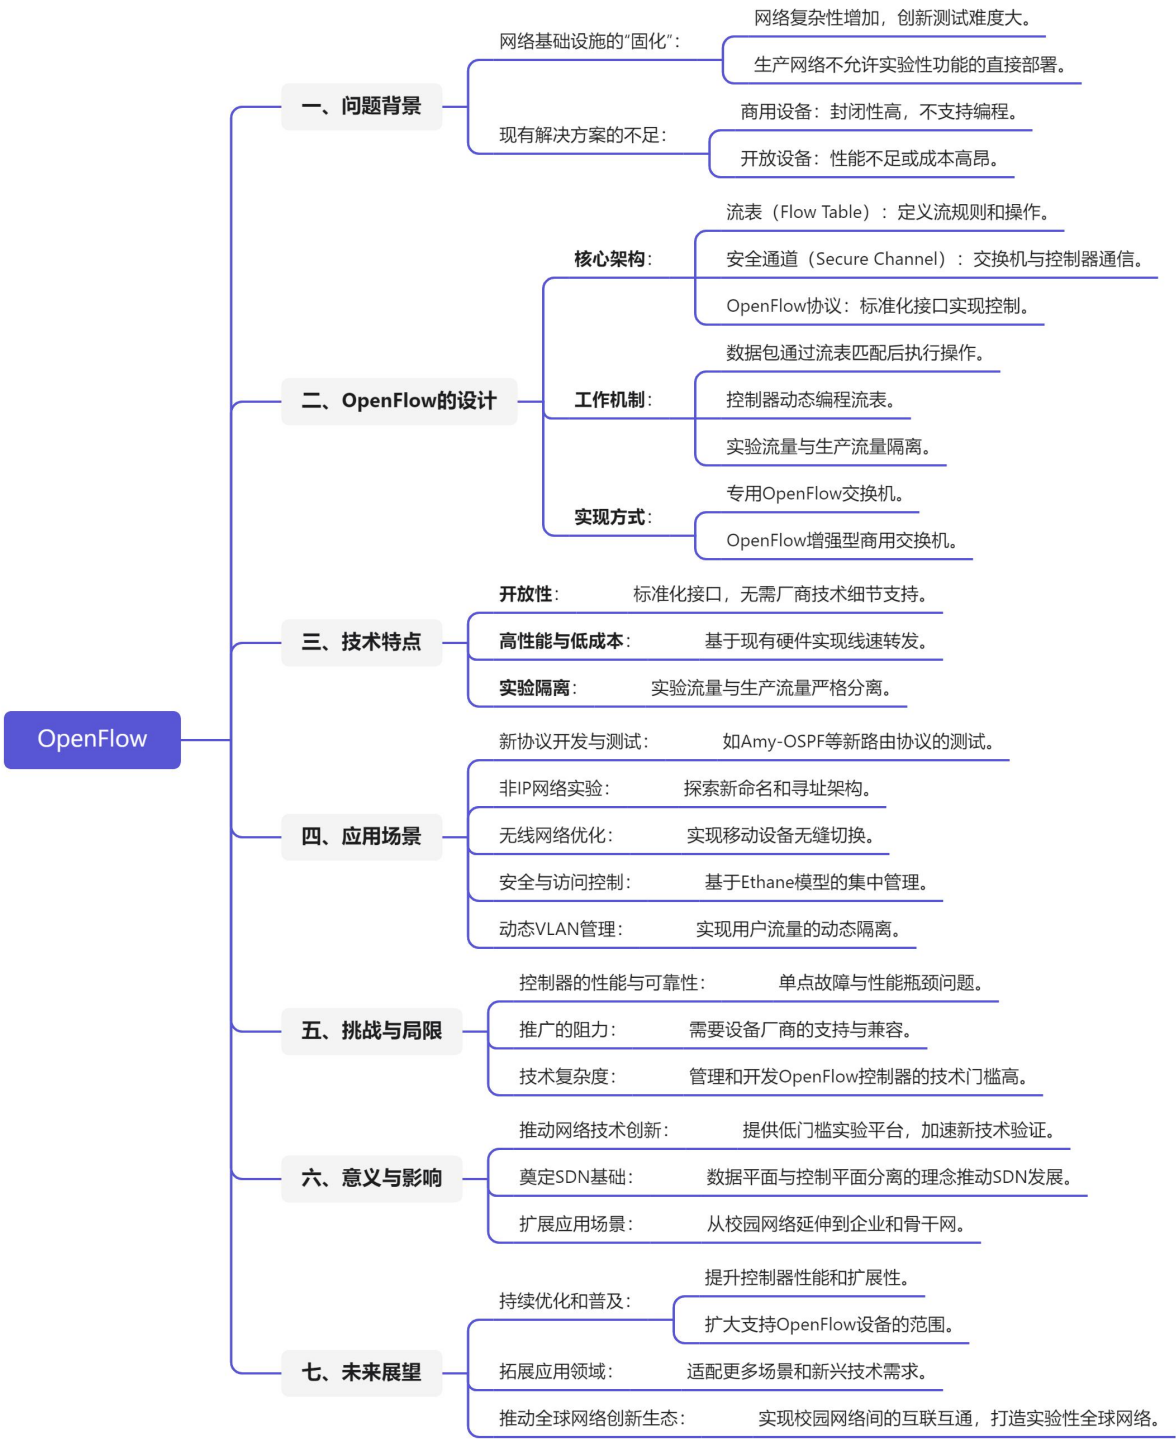 OpenFlow
一、问题背景
网络基础设施的“固化”：
网络复杂性增加，创新测试难度大。
生产网络不允许实验性功能的直接部署。
现有解决方案的不足：
商用设备：封闭性高，不支持编程。
开放设备：性能不足或成本高昂。
二、OpenFlow的设计
核心架构：
流表（Flow Table）：定义流规则和操作。
安全通道（Secure Channel）：交换机与控制器通信。
OpenFlow协议：标准化接口实现控制。
工作机制：
数据包通过流表匹配后执行操作。
控制器动态编程流表。
实验流量与生产流量隔离。
实现方式：
专用OpenFlow交换机。
OpenFlow增强型商用交换机。
三、技术特点
开放性： 标准化接口，无需厂商技术细节支持。
高性能与低成本： 基于现有硬件实现线速转发。
实验隔离： 实验流量与生产流量严格分离。
四、应用场景
新协议开发与测试： 如Amy-OSPF等新路由协议的测试。
非IP网络实验： 探索新命名和寻址架构。
无线网络优化： 实现移动设备无缝切换。
安全与访问控制： 基于Ethane模型的集中管理。
动态VLAN管理： 实现用户流量的动态隔离。
五、挑战与局限
控制器的性能与可靠性： 单点故障与性能瓶颈问题。
推广的阻力： 需要设备厂商的支持与兼容。
技术复杂度： 管理和开发OpenFlow控制器的技术门槛高。
六、意义与影响
推动网络技术创新： 提供低门槛实验平台，加速新技术验证。
奠定SDN基础： 数据平面与控制平面分离的理念推动SDN发展。
扩展应用场景： 从校园网络延伸到企业和骨干网。
七、未来展望
持续优化和普及：
提升控制器性能和扩展性。
扩大支持OpenFlow设备的范围。
拓展应用领域： 适配更多场景和新兴技术需求。
推动全球网络创新生态： 实现校园网络间的互联互通，打造实验性全球网络。